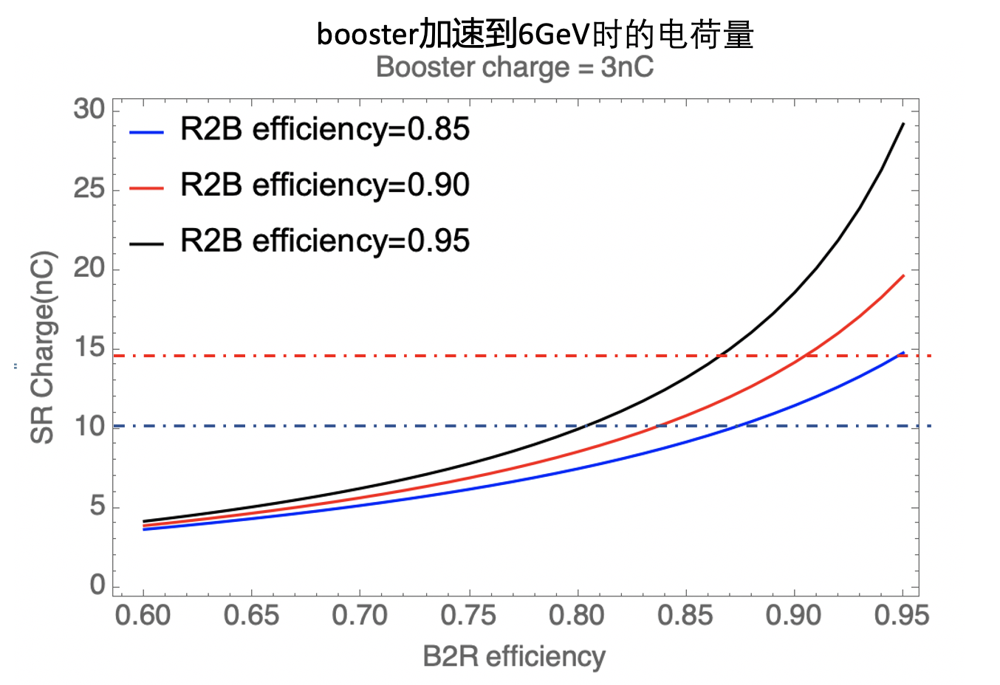 booster加速到6GeV时的电荷量
Booster charge = 3nC
30
25
20
15
10
5
0
SR Charge(nC)
R2B efficiency=0.85
R2B efficiency=0.90
R2B efficiency=0.95
0.60 0.65 0.70 0.75 0.80 0.85 0.90 0.95
B2R efficiency